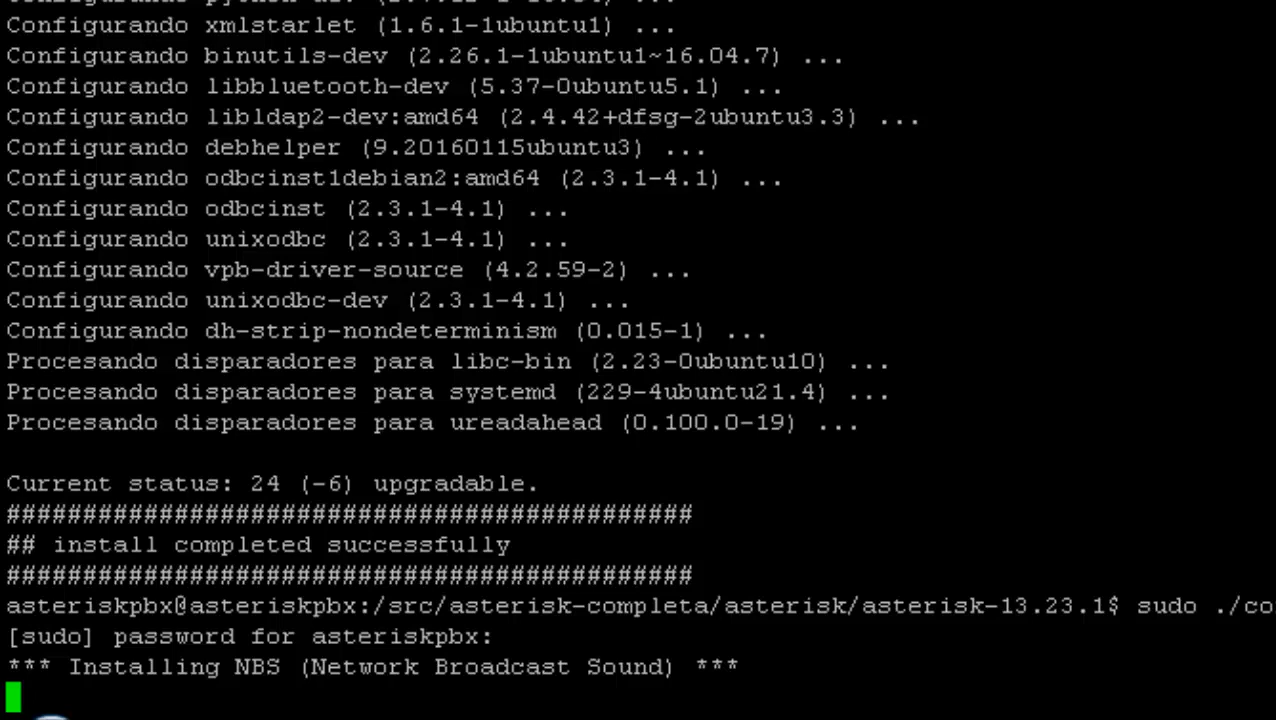 Configurando xmlstarlet (1.6.1-1ubuntu1) ...
Configurando binutils-dev (2.26.1-1ubuntu1~16.04.7) ...
Configurando libbluetooth-dev (5.37-0ubuntu5.1) ...
Configurando libldap2-dev:amd64 (2.4.42+dfsg-2ubuntu3.3) ...
Configurando debhelper (9.20160115ubuntu3) ...
Configurando odbcinst1debian2:amd64 (2.3.1-4.1) ...
Configurando odbcinst (2.3.1-4.1) ...
Configurando unixodbc (2.3.1-4.1) ...
Configurando vpb-driver-source (4.2.59-2) ...
Configurando unixodbc-dev (2.3.1-4.1) ...
Configurando dh-strip-nondeterminism (0.015-1) ...
Procesando disparadores para libc-bin (2.23-0ubuntu10) ...
Procesando disparadores para systemd (229-4ubuntu21.4) ...
Procesando disparadores para ureadahead (0.100.0-19) ...
Current status: 24 (-6) upgradable.
#############################################
## install completed successfully
#############################################
asteriskpbx@asteriskpbx:/src/asterisk-completa/asterisk/asterisk-13.23.1$ sudo ./co
[sudo] password for asteriskpbx:
*** Installing NBS (Network Broadcast Sound) ***